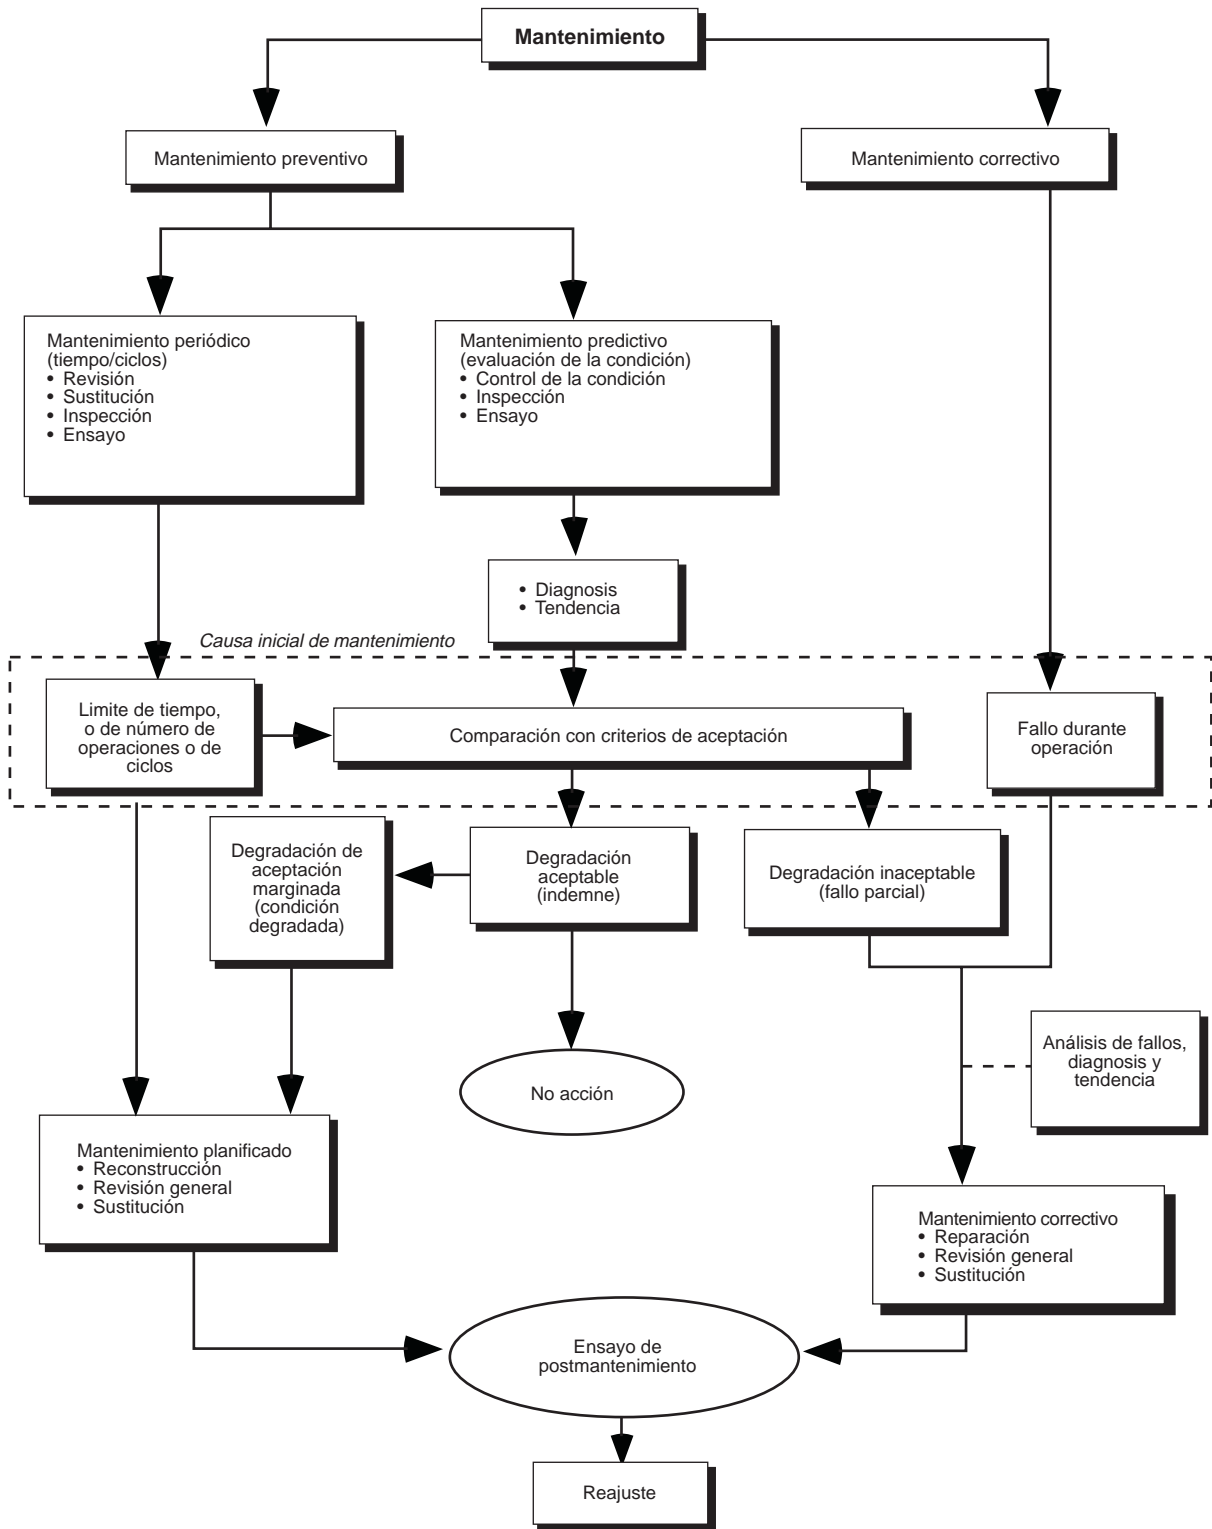 Mantenimiento
Mantenimiento preventivo
Mantenimiento correctivo
Mantenimiento periódico
(tiempo/ciclos)
• Revisión
• Sustitución
• Inspección
• Ensayo
Mantenimiento predictivo
(evaluación de la condición)
• Control de la condición
• Inspección
• Ensayo
• Diagnosis
• Tendencia
Causa inicial de mantenimiento
Limite de tiempo,
o de número de
operaciones o de
ciclos
Comparación con criterios de aceptación
Fallo durante
operación
Degradación de
aceptación
marginada
(condición
degradada)
Degradación
aceptable
(indemne)
Degradación inaceptable
(fallo parcial)
No acción
Análisis de fallos,
diagnosis y
tendencia
Mantenimiento planificado
• Reconstrucción
• Revisión general
• Sustitución
Mantenimiento correctivo
• Reparación
• Revisión general
• Sustitución
Ensayo de
postmantenimiento
Reajuste